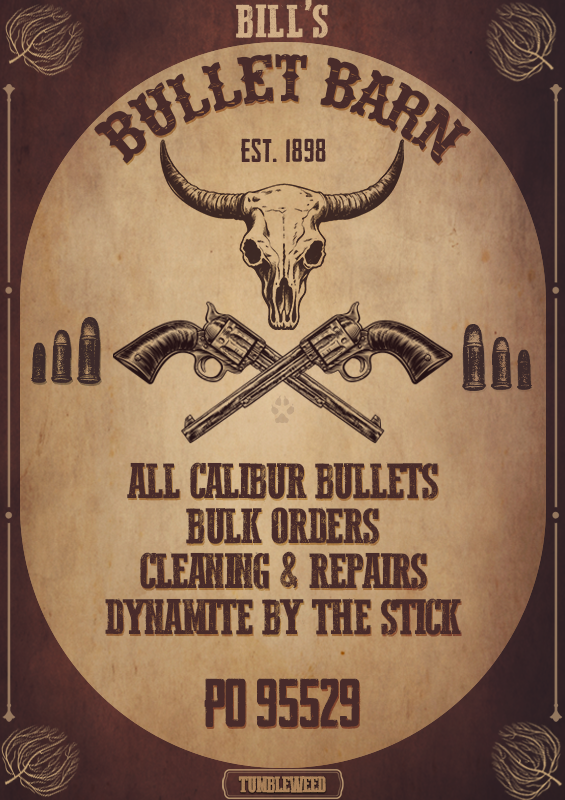 BILL'S
BULLET BARN
EST. 1898
ALL CALIBUR BULLETS
BULK ORDERS
CLEANING & REPAIRS
DYNAMITE BY THE STICK
PO 95529
TUMBLEWEED